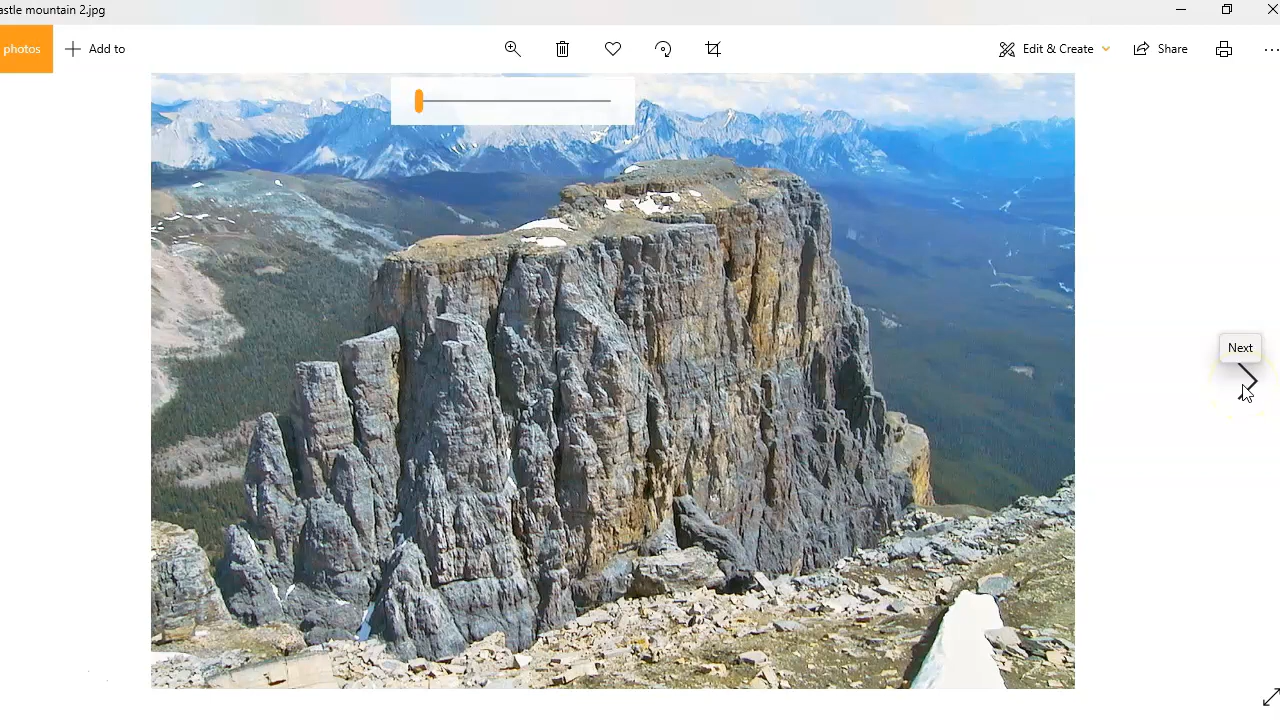 astle mountain 2.jpg
photos
Add to
Edit & Create
Share
Next